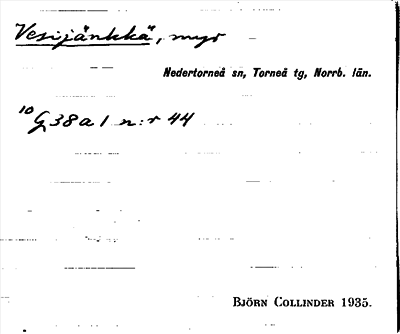 Vesijänkkä, myr
Nedertorneå sn, Torneå tg, Norrb. län.
10 G 38 a 1 n:r 44
BJÖRN COLLINDER 1935.